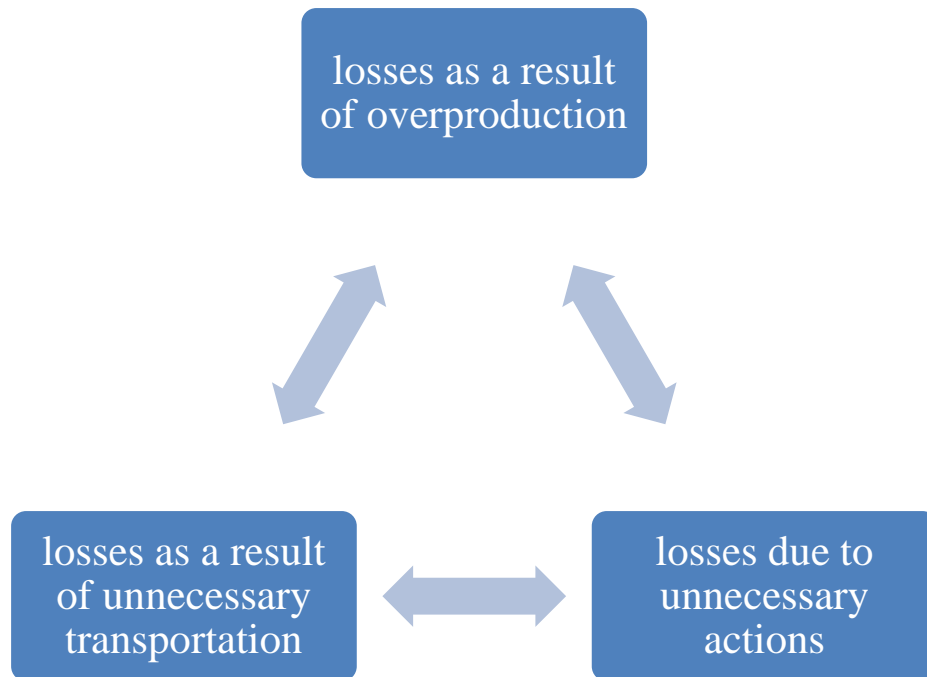 losses as a result
of overproduction
losses as a result
of unnecessary
transportation
losses due to
unnecessary
actions